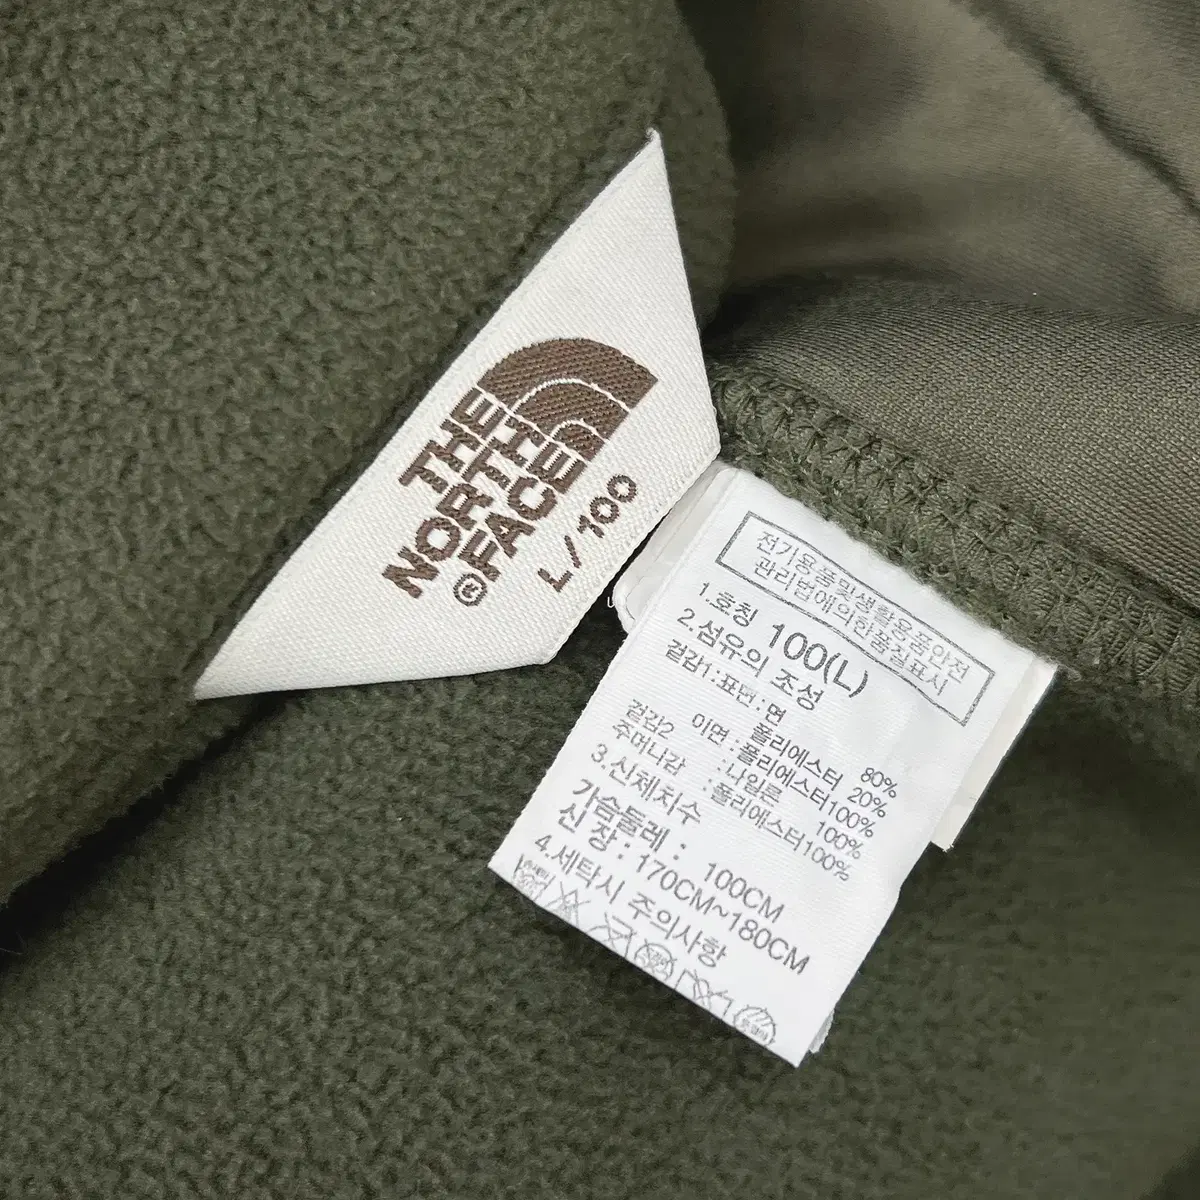 THE
NORTH
FACE
®
L/100
전기용품및생활용품안전
관리법에의한품질표시
1.호칭 100(L)
2.섬유의 조성
겉감1:표면:면 80%
폴리에스터 20%
이면:폴리에스터100%
겉감2 :나일론 100%
주머니감 :폴리에스터100%
3.신체치수
가슴둘레: 100CM
신 장: 170CM~180CM
4.세탁시 주의사항